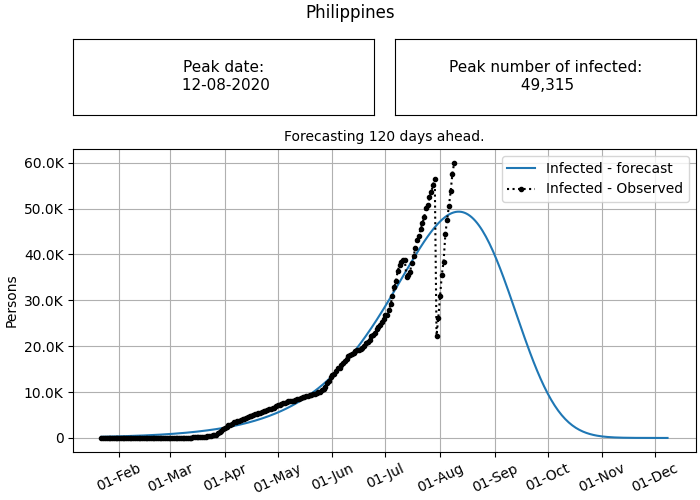 Philippines
Peak date:
12-08-2020
Peak number of infected:
49,315
Forecasting 120 days ahead.
60.0K
50.0K
40.0K
30.0K
20.0K
10.0K
0
Persons
Infected - forecast
Infected - Observed
01-Feb
01-Mar
01-Apr
01-May
01-Jun
01-Jul
01-Aug
01-Sep
01-Oct
01-Nov
01-Dec